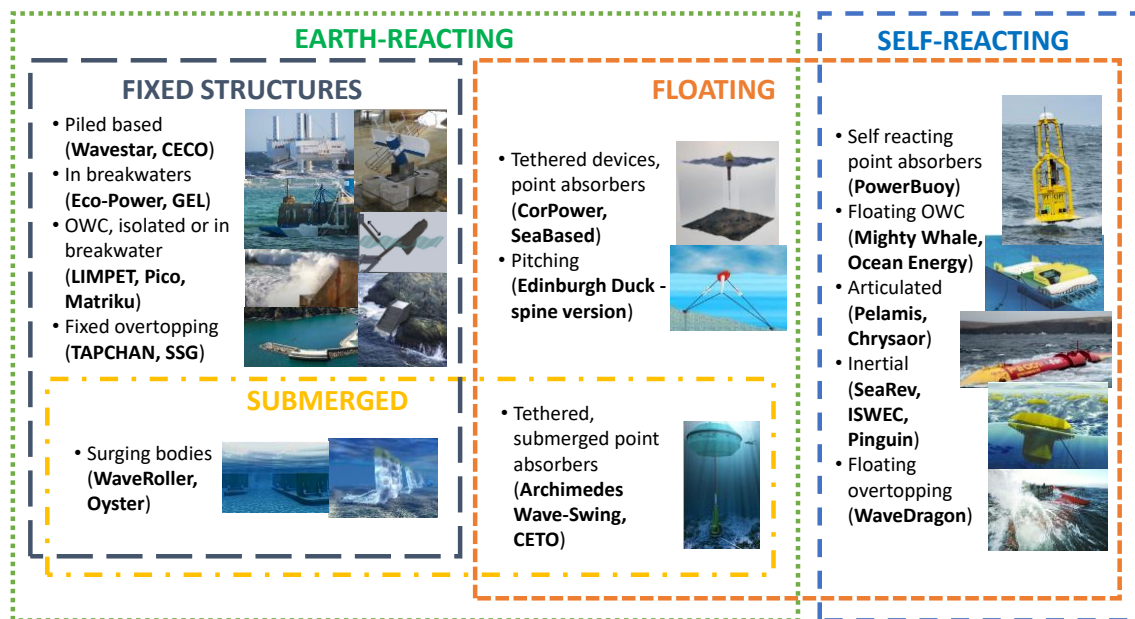 EARTH-REACTING
SELF-REACTING
FIXED STRUCTURES
• Piled based
(Wavestar, CECO)
• In breakwaters
(Eco-Power, GEL)
• OWC, isolated or in
breakwater
(LIMPET, Pico,
Matriku)
• Fixed overtopping
(TAPCHAN, SSG)
FLOATING
• Tethered devices,
point absorbers
(CorPower,
SeaBased)
• Pitching
(Edinburgh Duck -
spine version)
• Self reacting
point absorbers
(PowerBuoy)
• Floating OWC
(Mighty Whale,
Ocean Energy)
• Articulated
(Pelamis,
Chrysaor)
• Inertial
(SeaRev,
ISWEC,
Pinguin)
• Floating
overtopping
(WaveDragon)
SUBMERGED
• Surging bodies
(WaveRoller,
Oyster)
• Tethered,
submerged point
absorbers
(Archimedes
Wave-Swing,
CETO)